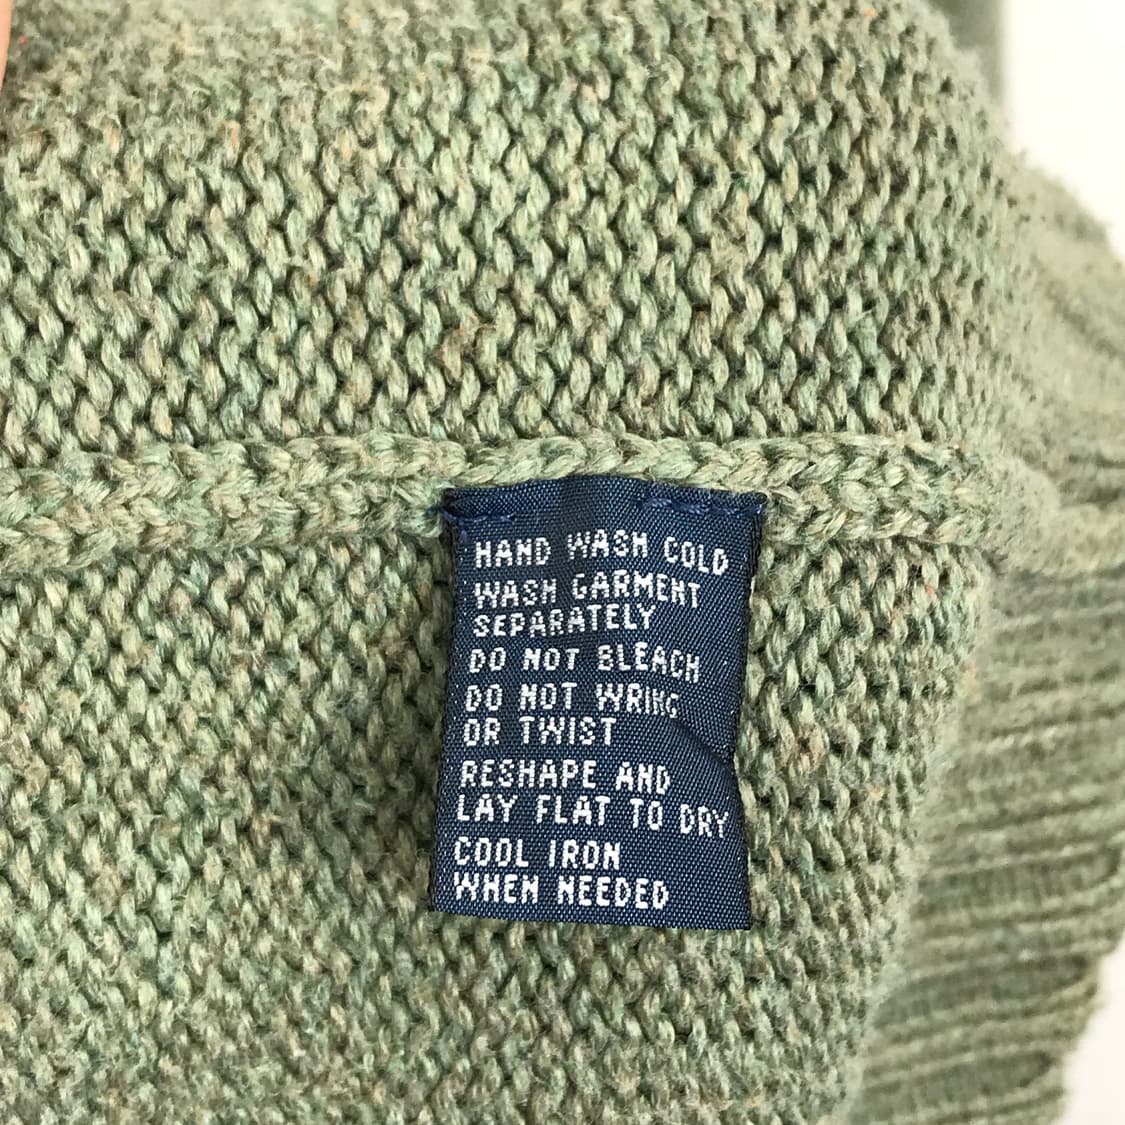 HAND WASH COLD
WASH GARMENT
SEPARATELY
DO NOT BLEACH
DO NOT WRING
OR TWIST
RESHAPE AND
LAY FLAT TO DRY
COOL IRON
WHEN NEEDED